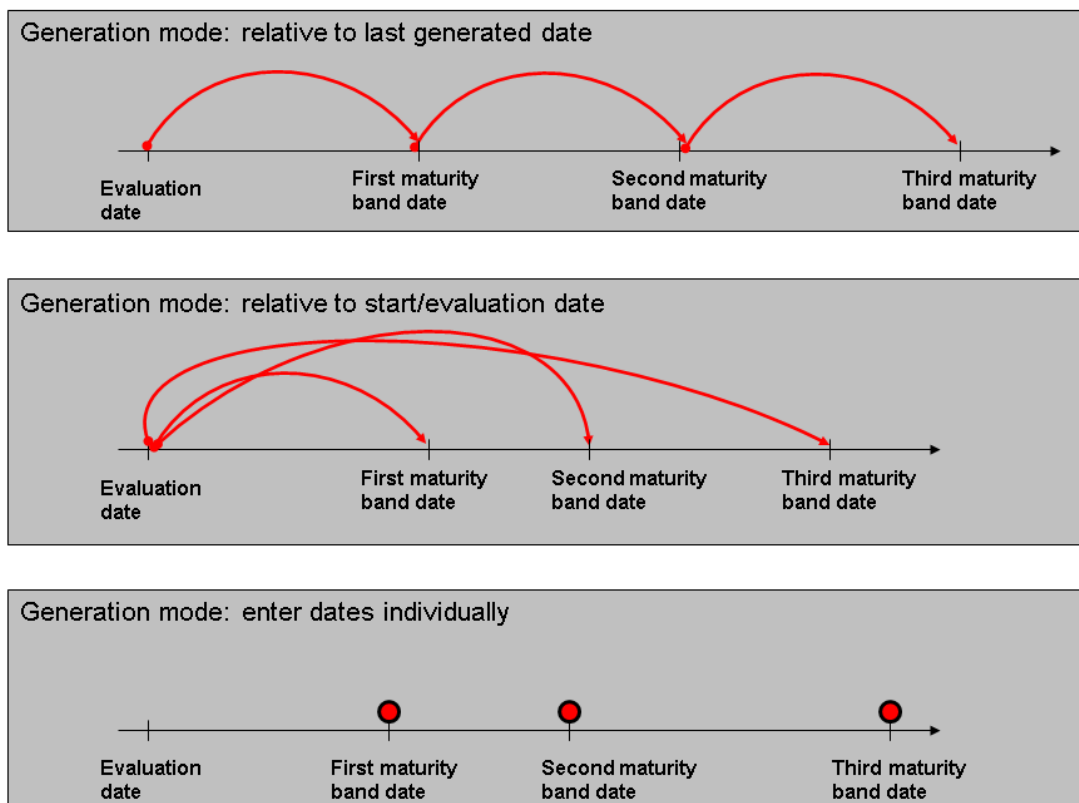 Generation mode: relative to last generated date
Evaluation
date
First maturity
band date
Second maturity
band date
Third maturity
band date
Generation mode: relative to start/evaluation date
Evaluation
date
First maturity
band date
Second maturity
band date
Third maturity
band date
Generation mode: enter dates individually
Evaluation
date
First maturity
band date
Second maturity
band date
Third maturity
band date